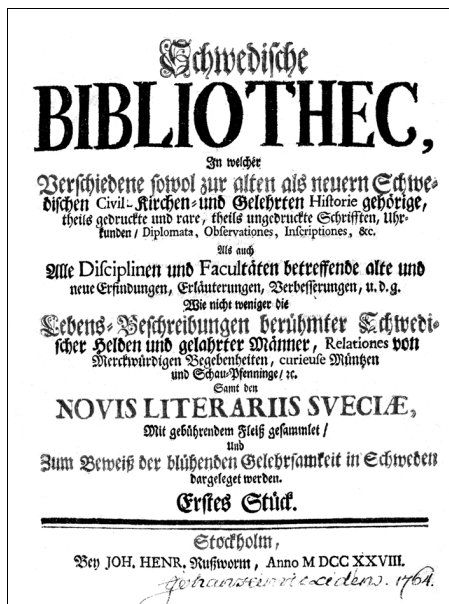 Schwedische
BIBLIOTHEC,
In welcher
Verschiedene sowol zur alten als neuern Schwe-
dischen Civil- Kirchen- und Gelehrten Historie gehörige,
theils gedruckte und rare, theils ungedruckte Schrifften, Uhr-
kunden/ Diplomata, Observationes, Inscriptiones, &c.
Als auch
Alle Disciplinen und Facultäten betreffende alte und
neue Erfindungen, Erläuterungen, Verbesserungen, u. d. g.
Wie nicht weniger die
Lebens-Beschreibungen berühmter Schwedi-
scher Helden und gelahrter Männer, Relationes von
Merckwürdigen Begebenheiten, curieuse Müntzen
und Schau-Pfenninge/ ꝛc.
Samt den
NOVIS LITERARIIS SVECIÆ,
Mit gebührendem Fleiß gesammlet/
Und
Zum Beweiß der blühenden Gelehrsamkeit in Schweden
dargeleget werden.
Erstes Stück.
Stockholm,
Bey JOH. HENR. Rußworm, Anno M DCC XXVIII.
1764.